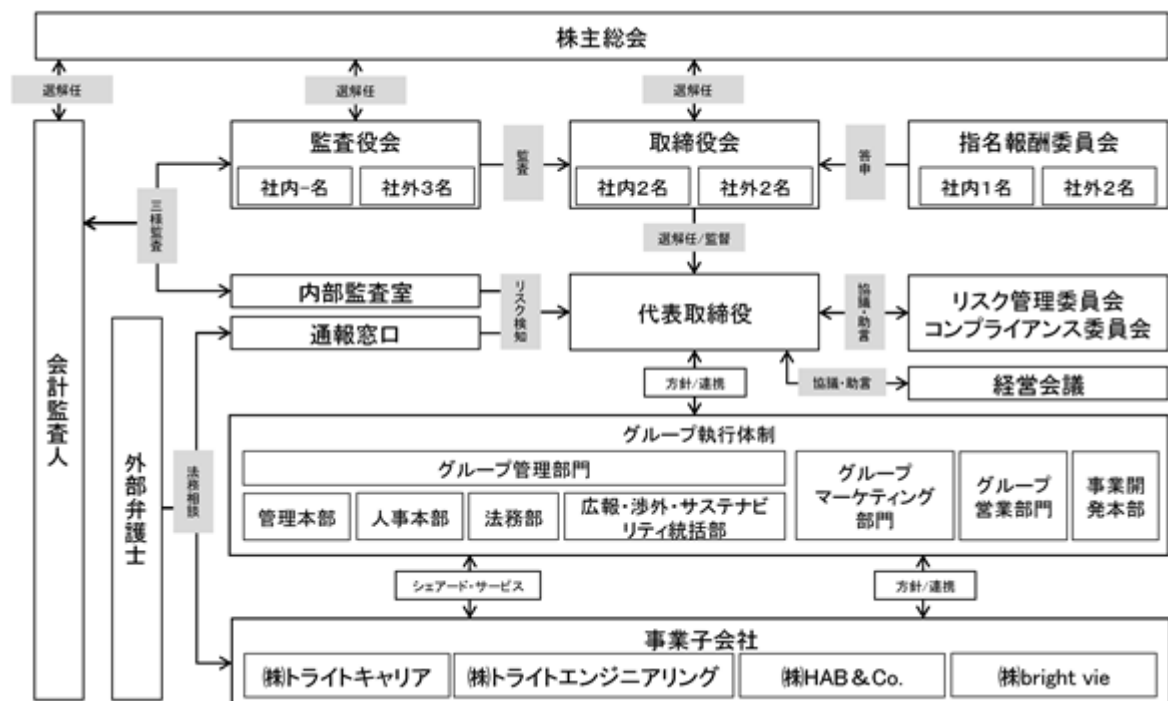 株主総会
選解任
選解任
選解任
監査役会
社内-名
社外3名
監査
取締役会
社内2名
社外2名
答申
指名報酬委員会
社内1名
社外2名
三様監査
選解任/監督
内部監査室
通報窓口
リスク検知
代表取締役
協議・助言
リスク管理委員会
コンプライアンス委員会
方針/連携
協議・助言
経営会議
会計監査人
外部弁護士
法務相談
グループ執行体制
グループ管理部門
管理本部
人事本部
法務部
広報・渉外・サステナビ
リティ統括部
グループ
マーケティング
部門
グループ
営業部門
事業開
発本部
シェアード・サービス
方針/連携
事業子会社
㈱トライトキャリア
㈱トライトエンジニアリング
㈱HAB＆Co.
㈱bright vie